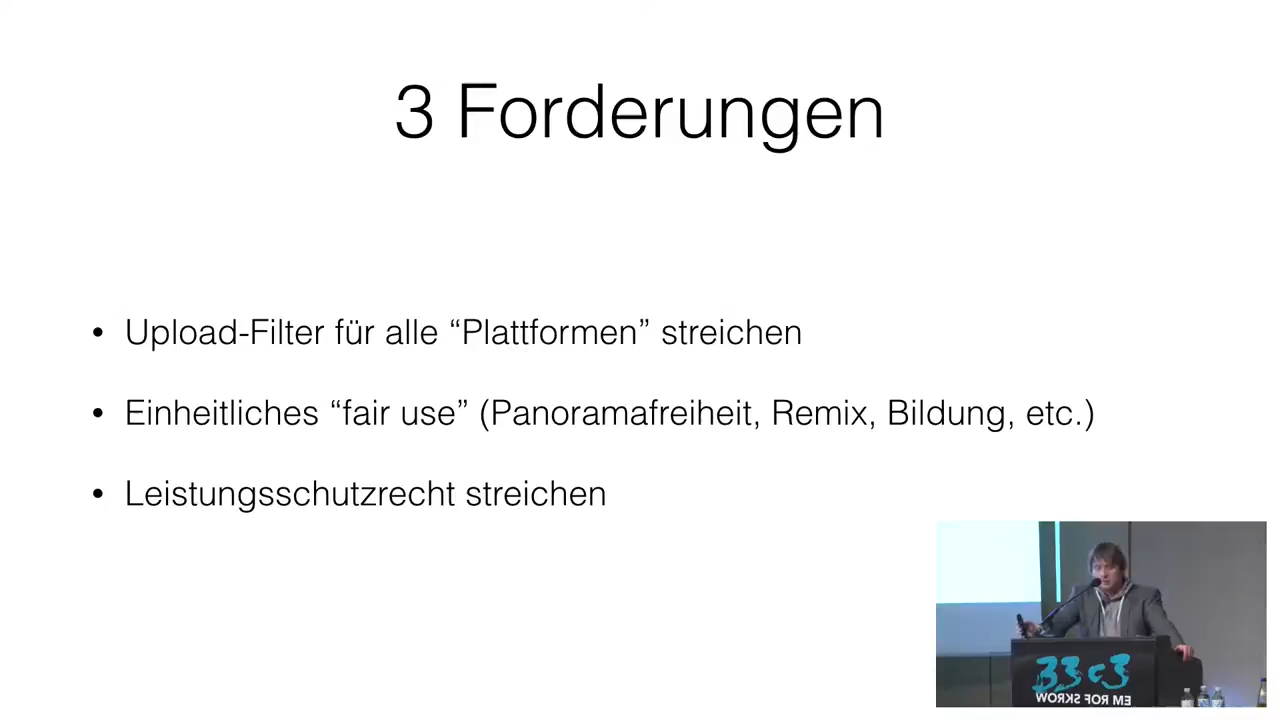 3 Forderungen
• Upload-Filter für alle “Plattformen” streichen
• Einheitliches “fair use” (Panoramafreiheit, Remix, Bildung, etc.)
• Leistungsschutzrecht streichen
33c3
WORKS FOR ME